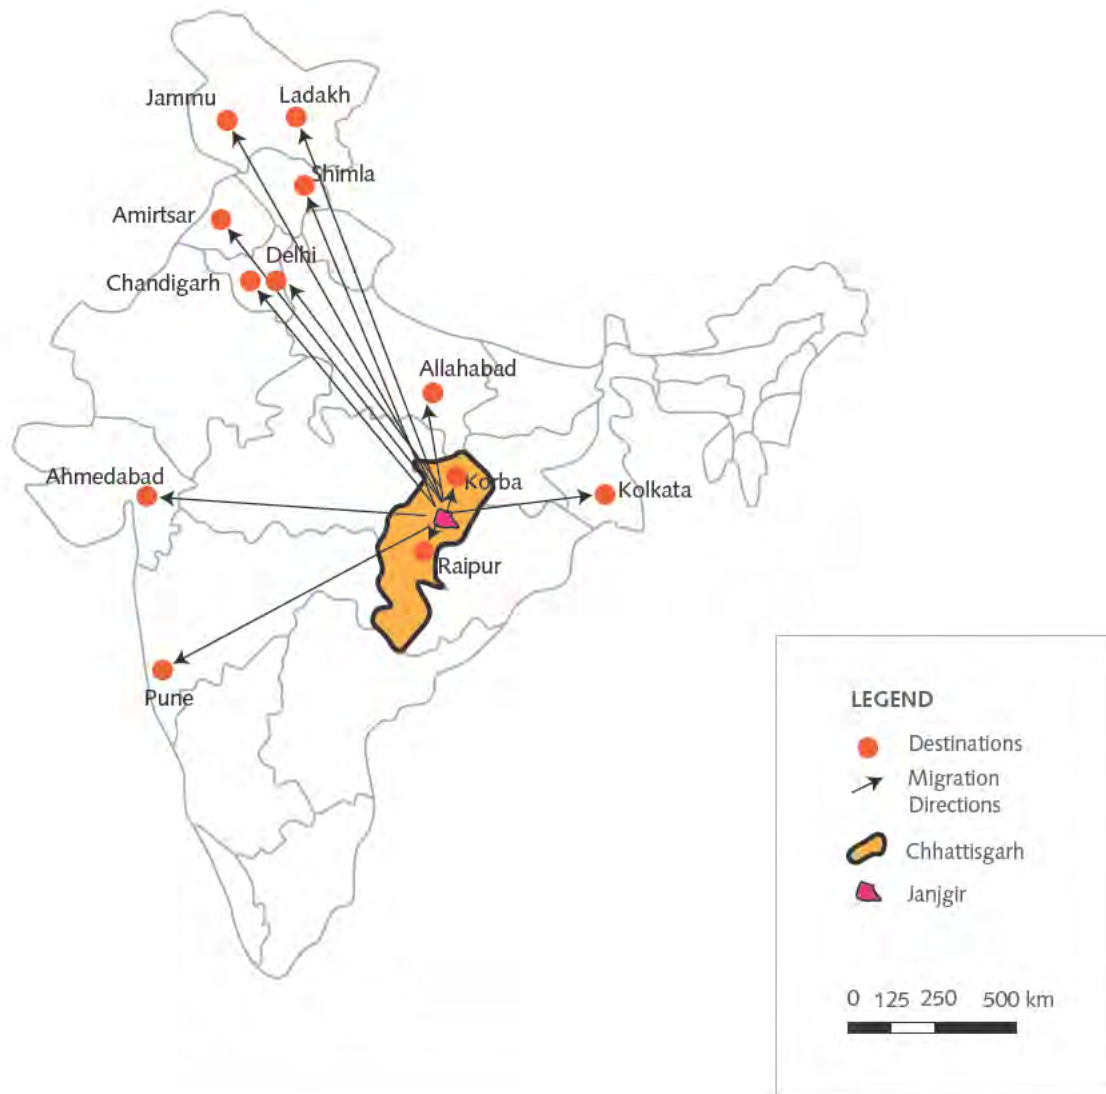 Jammu
Ladakh
Shimla
Amirtsar
Delhi
Chandigarh
Allahabad
Ahmedabad
Korba
Kolkata
Raipur
Pune
LEGEND
Destinations
Migration
Directions
Chhattisgarh
Janjgir
0 125 250 500 km